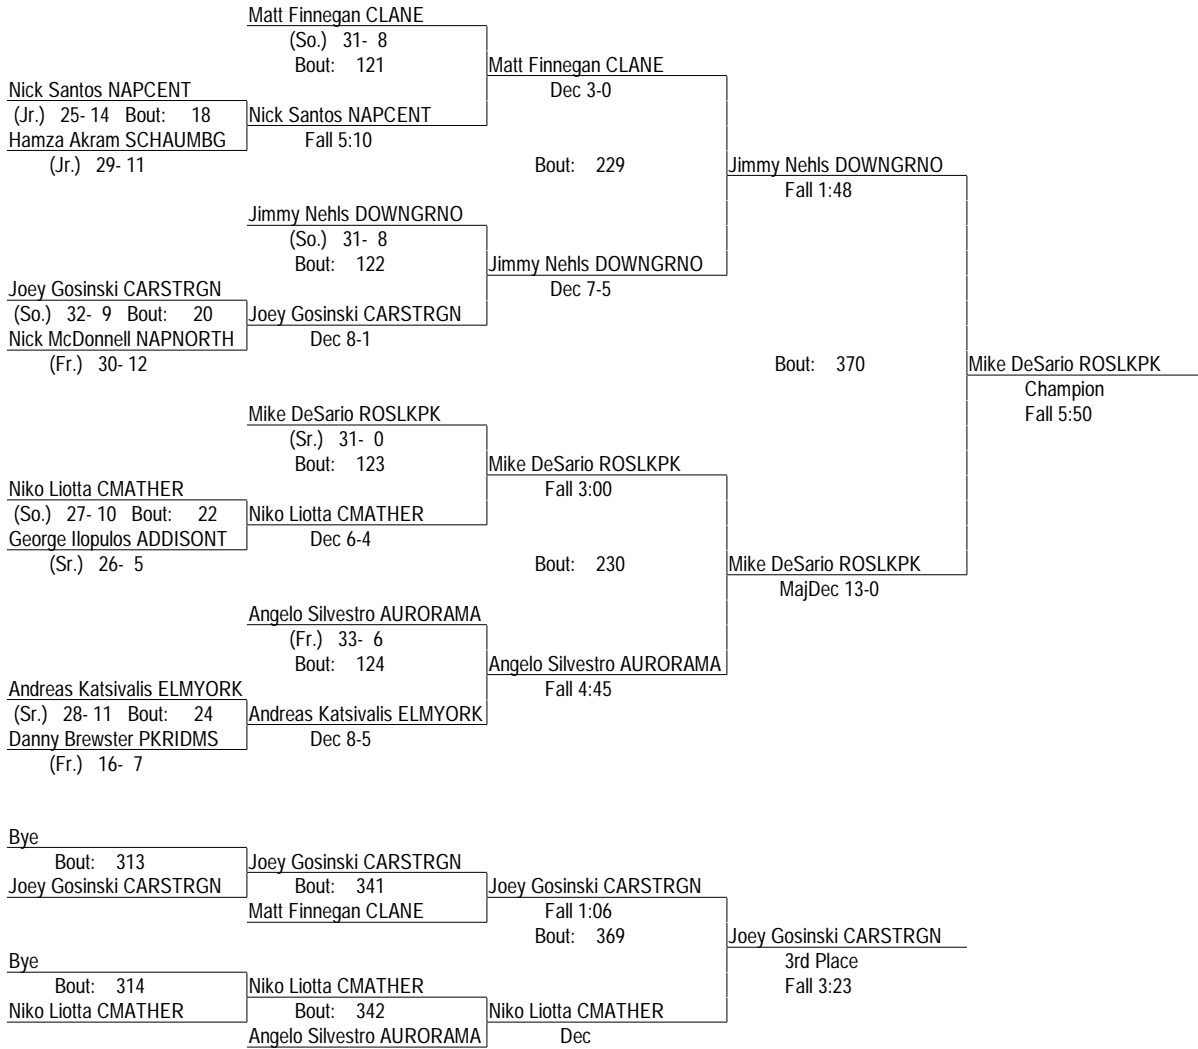 Matt Finnegan CLANE
(So.) 31- 8
Bout: 121
Matt Finnegan CLANE
Dec 3-0
Nick Santos NAPCENT
(Jr.) 25- 14 Bout: 18
Nick Santos NAPCENT
Hamza Akram SCHAUMBG
Fall 5:10
(Jr.) 29- 11
Bout: 229
Jimmy Nehls DOWNGRNO
Fall 1:48
Jimmy Nehls DOWNGRNO
(So.) 31- 8
Bout: 122
Jimmy Nehls DOWNGRNO
Dec 7-5
Joey Gosinski CARSTRGN
(So.) 32- 9 Bout: 20
Joey Gosinski CARSTRGN
Nick McDonnell NAPNORTH
Dec 8-1
(Fr.) 30- 12
Bout: 370
Mike DeSario ROSLKPK
Champion
Fall 5:50
Mike DeSario ROSLKPK
(Sr.) 31- 0
Bout: 123
Mike DeSario ROSLKPK
Fall 3:00
Niko Liotta CMATHER
(So.) 27- 10 Bout: 22
Niko Liotta CMATHER
George Ilopulos ADDISONT
Dec 6-4
(Sr.) 26- 5
Bout: 230
Mike DeSario ROSLKPK
MajDec 13-0
Angelo Silvestro AURORAMA
(Fr.) 33- 6
Bout: 124
Angelo Silvestro AURORAMA
Fall 4:45
Andreas Katsivalis ELMYORK
(Sr.) 28- 11 Bout: 24
Andreas Katsivalis ELMYORK
Danny Brewster PKRIDMS
Dec 8-5
(Fr.) 16- 7
Bye
Bout: 313
Joey Gosinski CARSTRGN
Joey Gosinski CARSTRGN
Bout: 341
Joey Gosinski CARSTRGN
Matt Finnegan CLANE
Fall 1:06
Bout: 369
Joey Gosinski CARSTRGN
3rd Place
Fall 3:23
Bye
Bout: 314
Niko Liotta CMATHER
Niko Liotta CMATHER
Bout: 342
Niko Liotta CMATHER
Angelo Silvestro AURORAMA
Dec